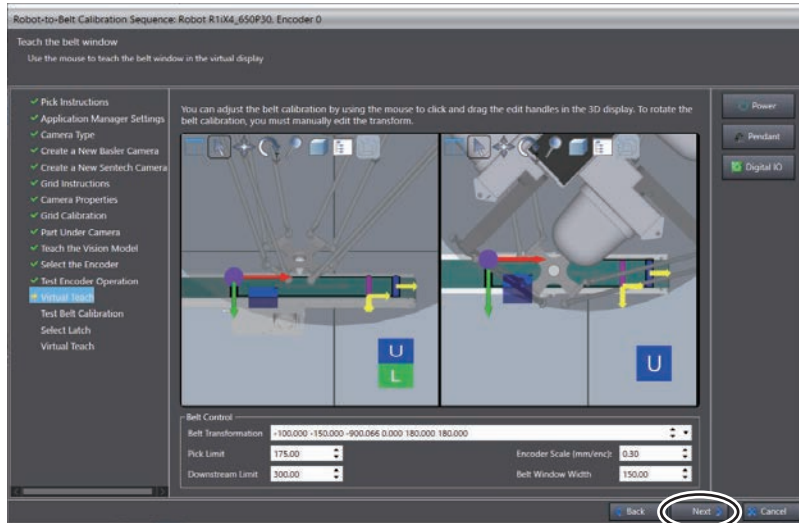 Robot-to-Belt Calibration Sequence: Robot R1iX4_650P30, Encoder 0
Teach the belt window
Use the mouse to teach the belt window in the virtual display
Pick Instructions
Application Manager Settings
Camera Type
Create a New Basler Camera
Create a New Sentech Camera
Grid Instructions
Camera Properties
Grid Calibration
Part Under Camera
Teach the Vision Model
Select the Encoder
Test Encoder Operation
Virtual Teach
Test Belt Calibration
Select Latch
Virtual Teach
You can adjust the belt calibration by using the mouse to click and drag the edit handles in the 3D display. To rotate the
belt calibration, you must manually edit the transform.
U
L
U
Belt Control
Belt Transformation -100.000 -150.000 -900.066 0.000 180.000 180.000
Pick Limit 175.00 Encoder Scale (mm/enc): 0.30
Downstream Limit 300.00 Belt Window Width 150.00
Power
Pendant
Digital IO
Back Next Cancel